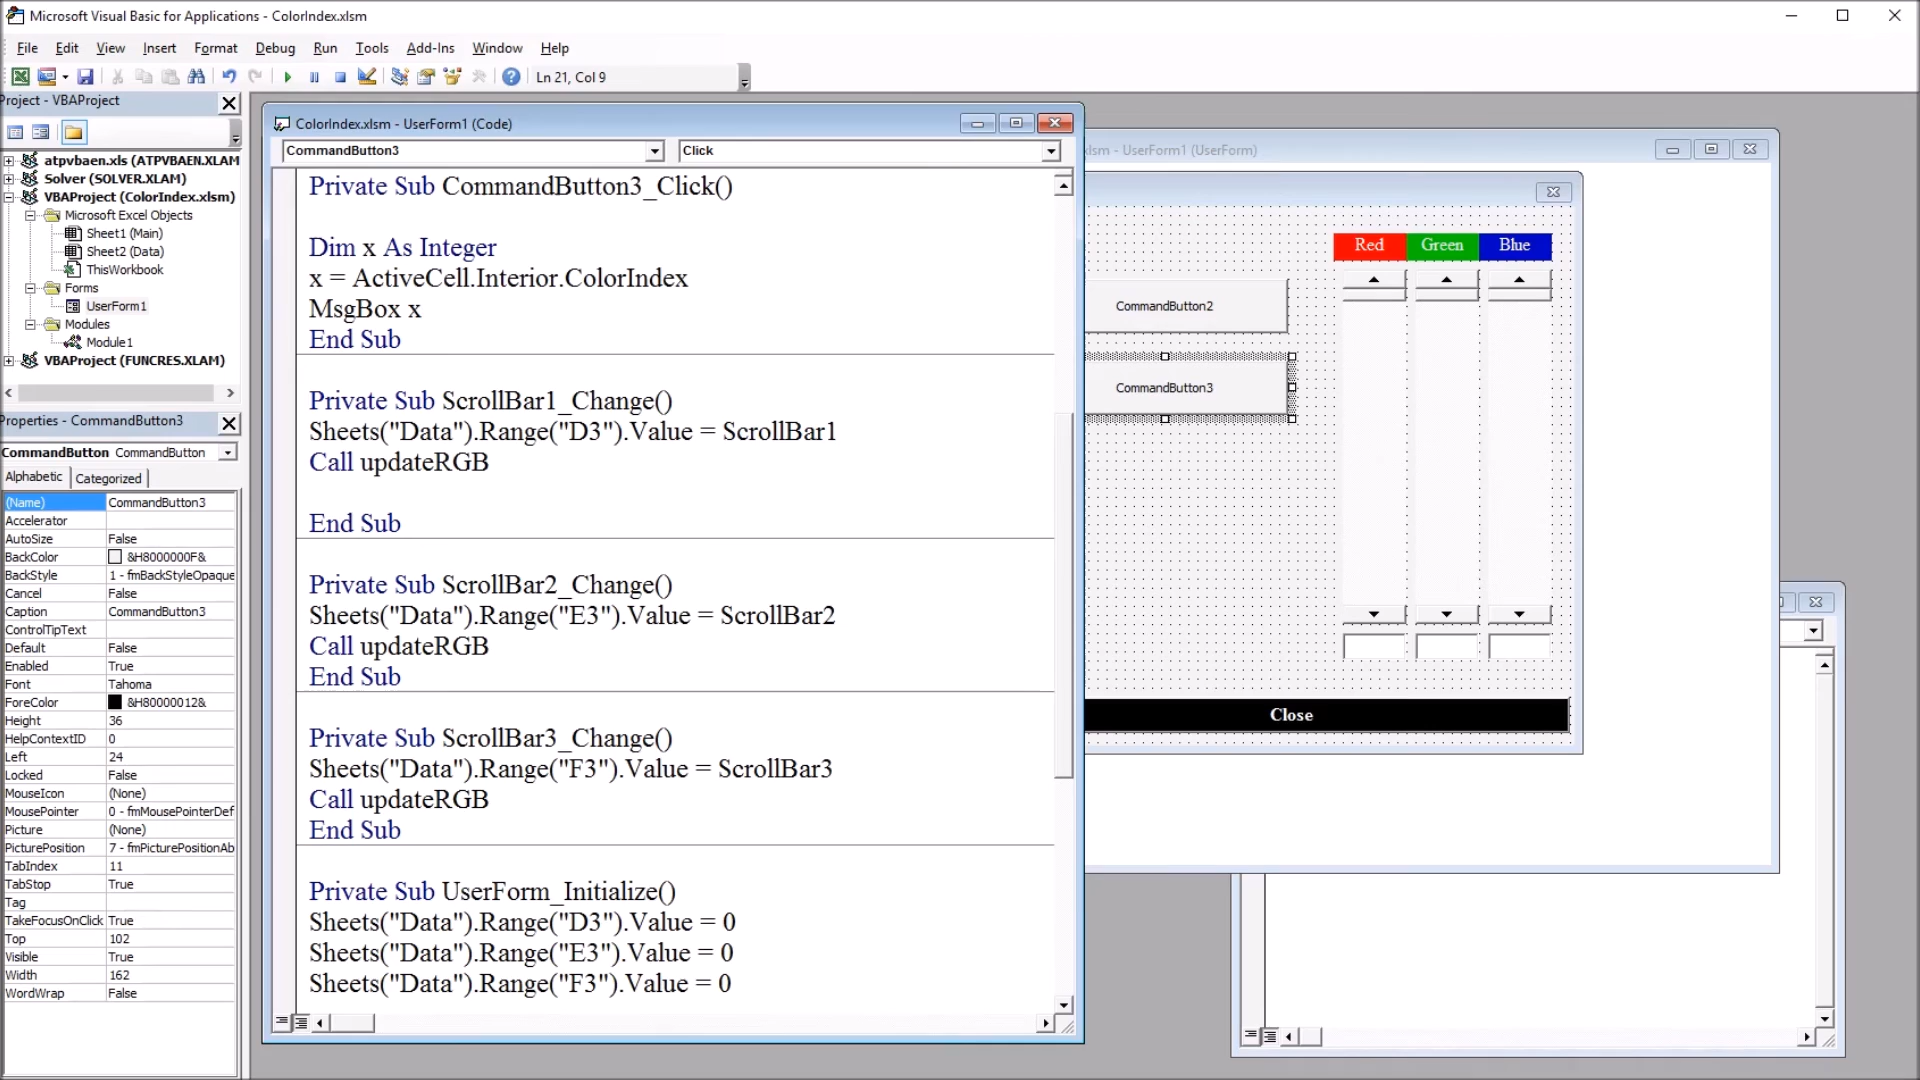 Microsoft Visual Basic for Applications - ColorIndex.xlsm
File Edit View Insert Format Debug Run Tools Add-Ins Window Help
Ln 21, Col 9
Project - VBAProject
atpvbaen.xls (ATPVBAEN.XLAM
Solver (SOLVER.XLAM)
VBAProject (ColorIndex.xlsm)
Microsoft Excel Objects
Sheet1 (Main)
Sheet2 (Data)
ThisWorkbook
Forms
UserForm1
Modules
Module1
VBAProject (FUNCRES.XLAM)
Properties - CommandButton3
CommandButton CommandButton
Alphabetic Categorized
(Name) CommandButton3
Accelerator
AutoSize False
BackColor &H8000000F&
BackStyle 1 - fmBackStyleOpaque
Cancel False
Caption CommandButton3
ControlTipText
Default False
Enabled True
Font Tahoma
ForeColor &H80000012&
Height 36
HelpContextID 0
Left 24
Locked False
MouseIcon (None)
MousePointer 0 - fmMousePointerDef
Picture (None)
PicturePosition 7 - fmPicturePositionAb
TabIndex 11
TabStop True
Tag
TakeFocusOnClick True
Top 102
Visible True
Width 162
WordWrap False
ColorIndex.xlsm - UserForm1 (Code)
CommandButton3 Click
Private Sub CommandButton3_Click()
Dim x As Integer
x = ActiveCell.Interior.ColorIndex
MsgBox x
End Sub
Private Sub ScrollBar1_Change()
Sheets("Data").Range("D3").Value = ScrollBar1
Call updateRGB
End Sub
Private Sub ScrollBar2_Change()
Sheets("Data").Range("E3").Value = ScrollBar2
Call updateRGB
End Sub
Private Sub ScrollBar3_Change()
Sheets("Data").Range("F3").Value = ScrollBar3
Call updateRGB
End Sub
Private Sub UserForm_Initialize()
Sheets("Data").Range("D3").Value = 0
Sheets("Data").Range("E3").Value = 0
Sheets("Data").Range("F3").Value = 0
lsm - UserForm1 (UserForm)
Red Green Blue
CommandButton2
CommandButton3
Close